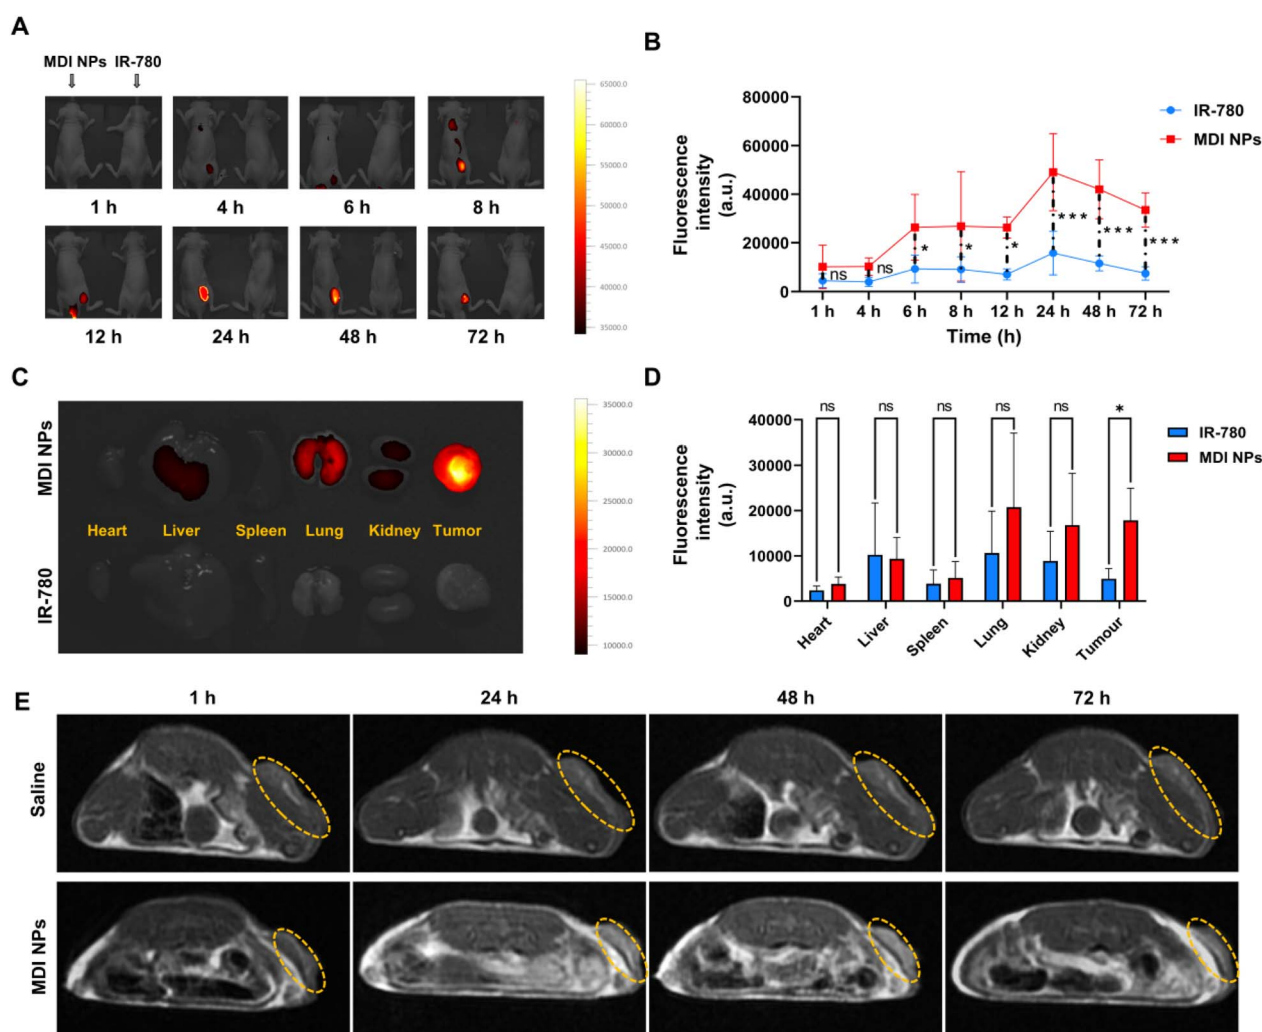 A
MDI NPs IR-780
1 h 4 h 6 h 8 h
12 h 24 h 48 h 72 h
65000.0
60000.0
55000.0
50000.0
45000.0
40000.0
35000.0
B
Fluorescence
intensity
(a.u.)
80000
60000
40000
20000
0
ns ns * * * *** *** ***
1 h 4 h 6 h 8 h 12 h 24 h 48 h 72 h
Time (h)
IR-780
MDI NPs
C
MDI NPs
Heart Liver Spleen Lung Kidney Tumor
IR-780
35000.0
30000.0
25000.0
20000.0
15000.0
10000.0
D
Fluorescence
intensity
(a.u.)
40000
30000
20000
10000
0
ns ns ns ns ns *
Heart Liver Spleen Lung Kidney Tumour
IR-780
MDI NPs
E
1 h 24 h 48 h 72 h
Saline
MDI NPs